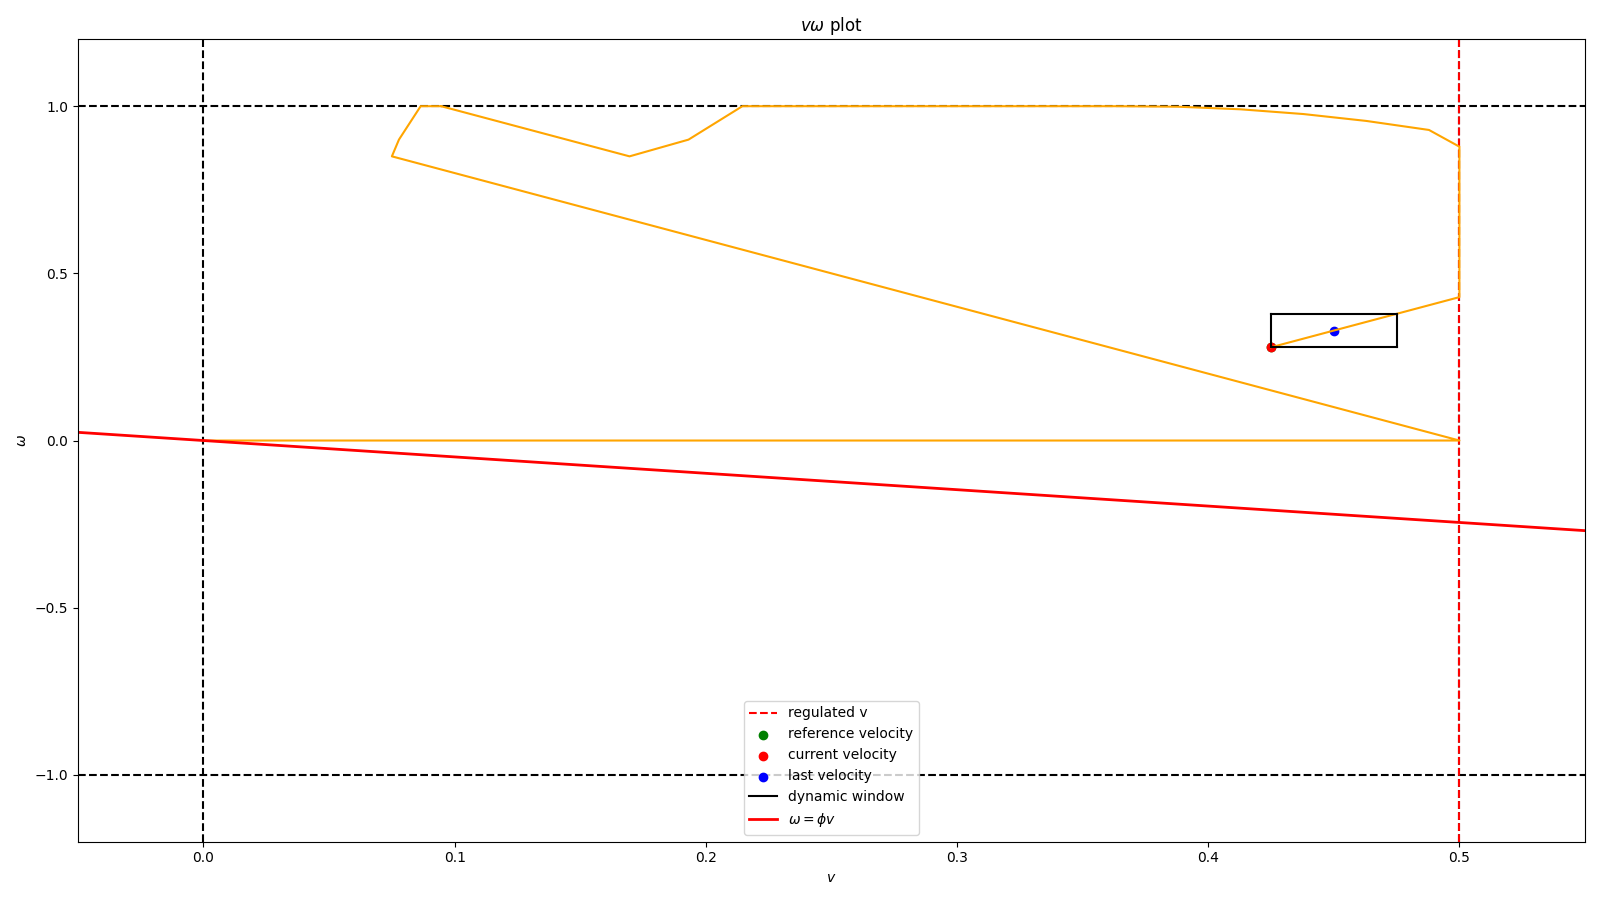 vω plot
1.0
0.5
0.0
−0.5
−1.0
ω
0.0 0.1 0.2 0.3 0.4 0.5
v
regulated v
reference velocity
current velocity
last velocity
dynamic window
ω = ϕv